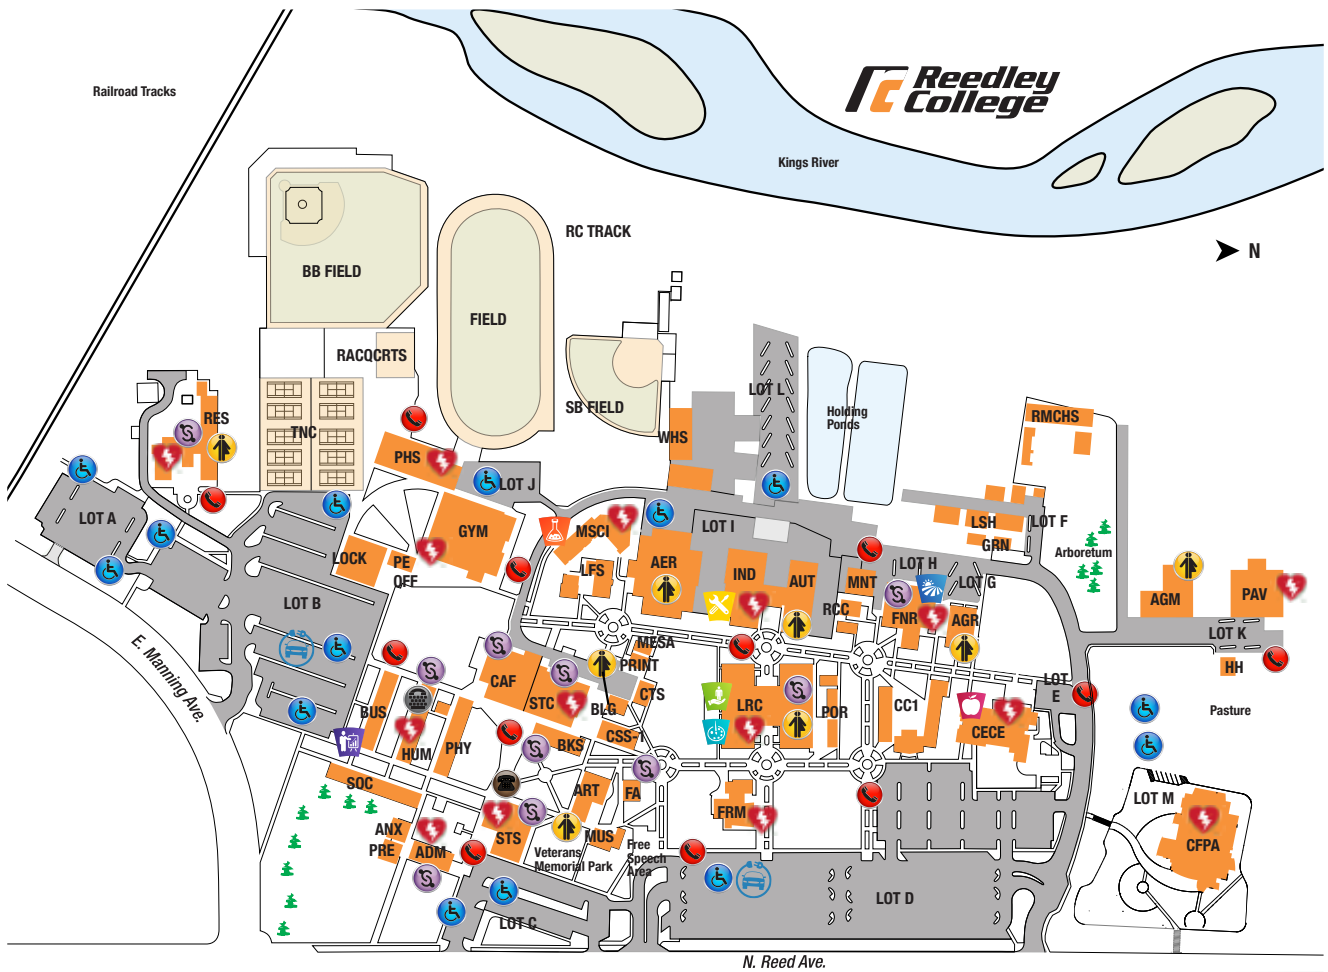 Railroad Tracks
Reedley
College
Kings River
N
RC TRACK
BB FIELD
FIELD
RACQCRTS
SB FIELD
TNC
RES
PHS
LOT J
WHS
LOT L
Holding
Ponds
RMCHS
LOT A
LOT B
LOCK
PE
OFF
GYM
MSCI
LFS
AER
LOT I
IND
AUT
MNT
RCC
LOT H
LOT G
FNR
AGR
LSH
GRN
LOT F
Arboretum
AGM
PAV
LOT K
HH
Pasture
E. Manning Ave.
MESA
PRINT
CTS
BLG
CSS-1
CAF
STC
BKS
BUS
HUM
PHY
SOC
ANX
PRE
ADM
STS
ART
FA
MUS
Veterans
Memorial Park
Free
Speech
Area
LRC
POR
CC1
CECE
LOT
E
FRM
LOT M
CFPA
LOT C
LOT D
N. Reed Ave.